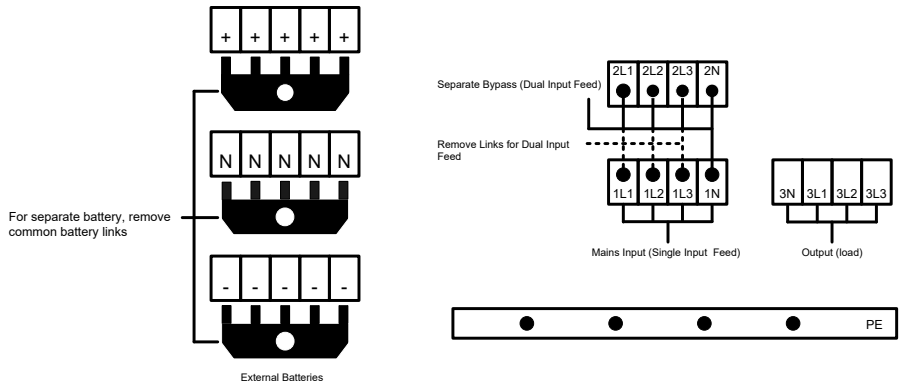 + + + + +
N N N N N
For separate battery, remove
common battery links
- - - - -
External Batteries
2L1 2L2 2L3 2N
Separate Bypass (Dual Input Feed)
Remove Links for Dual Input
Feed
1L1 1L2 1L3 1N
Mains Input (Single Input Feed)
3N 3L1 3L2 3L3
Output (load)
PE